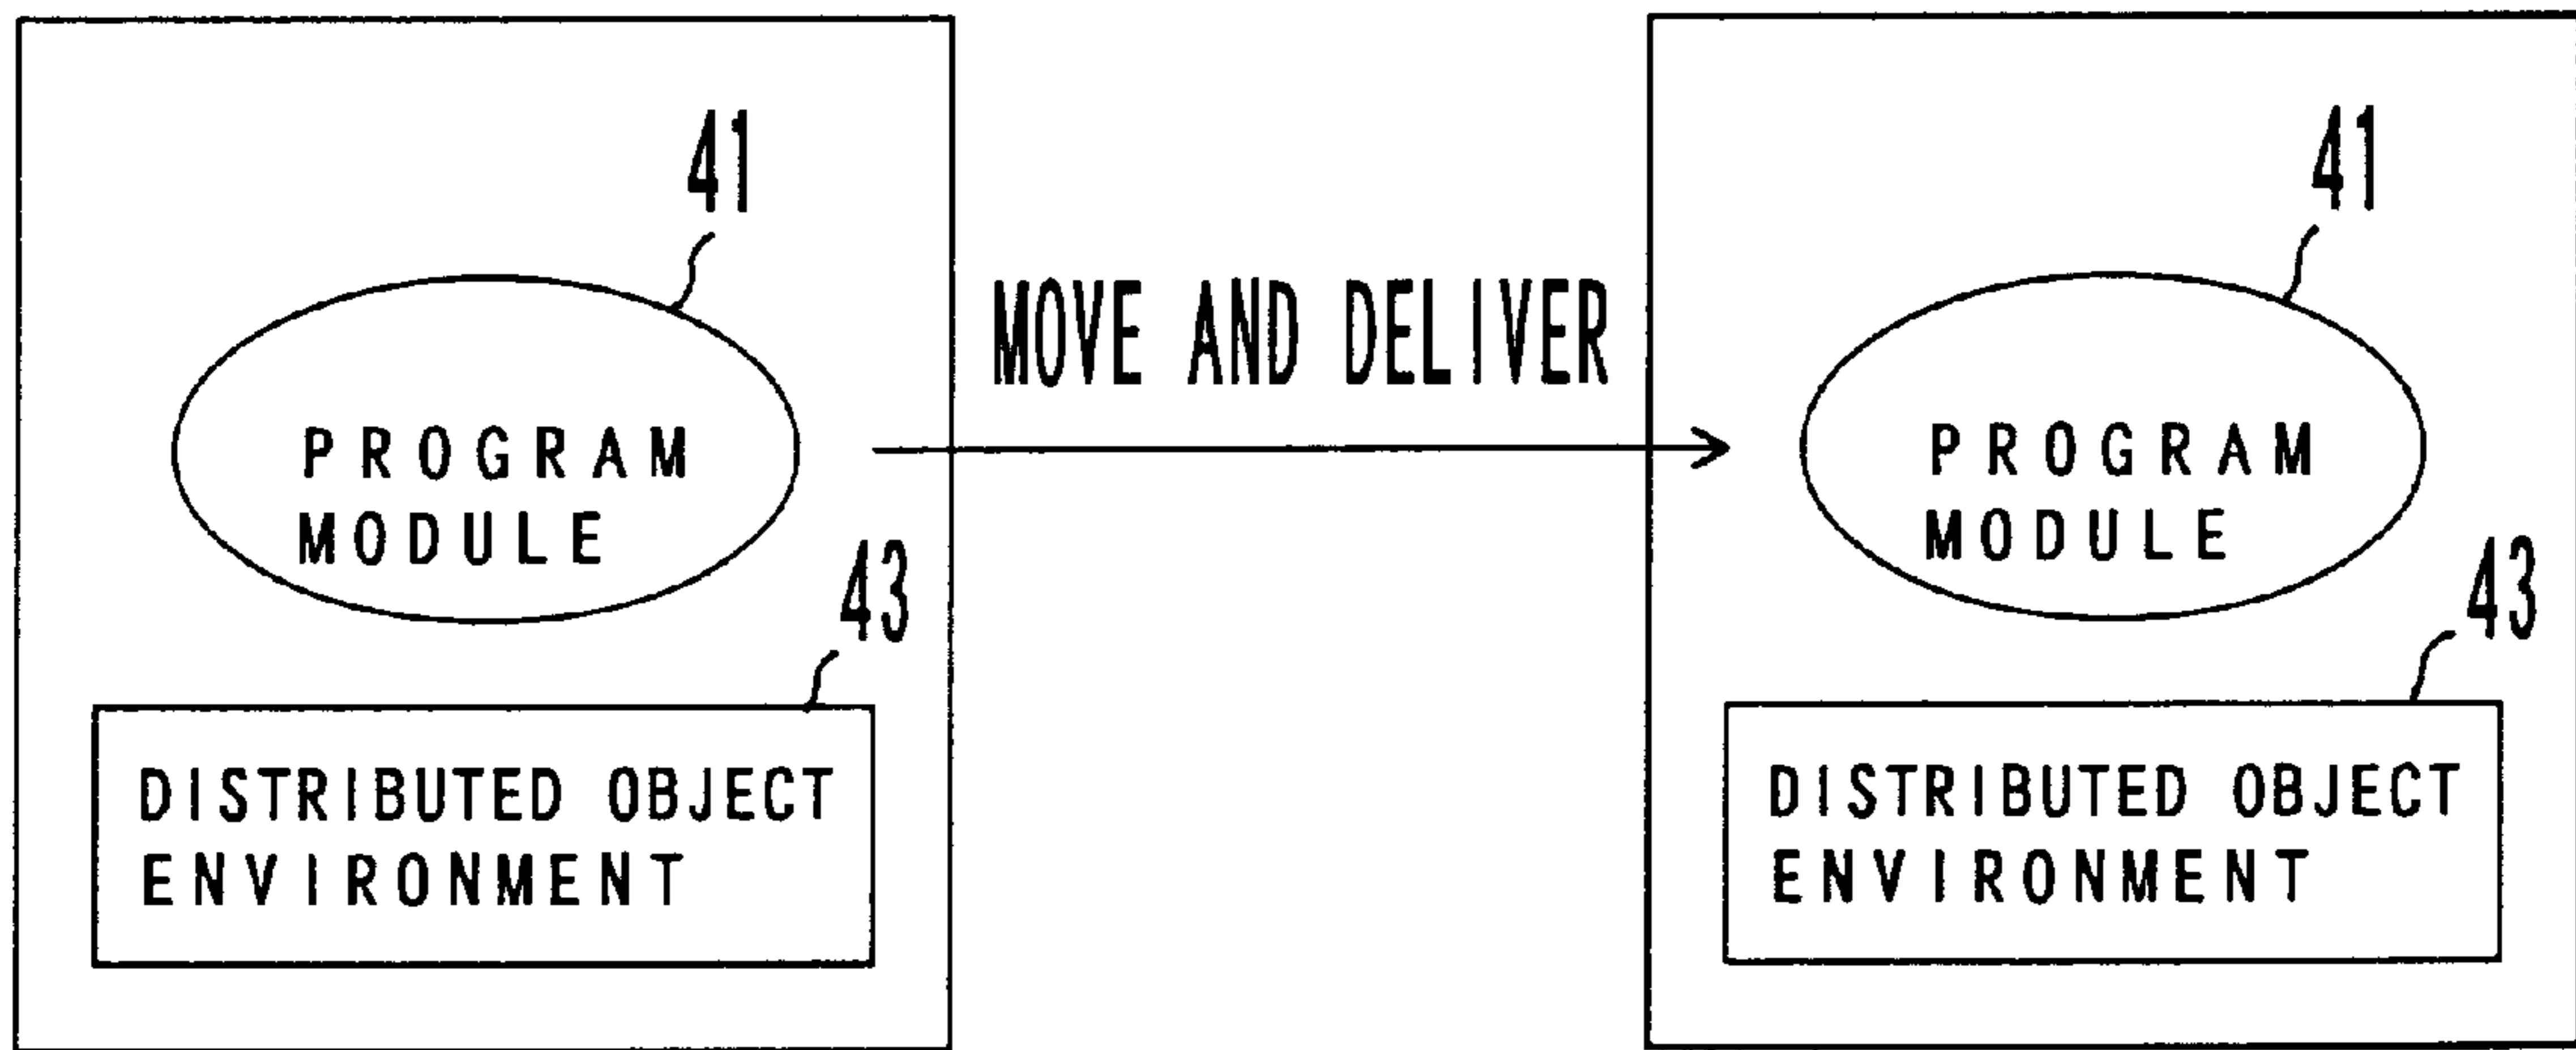 41
PROGRAM
MODULE
43
DISTRIBUTED OBJECT
ENVIRONMENT
MOVE AND DELIVER
41
PROGRAM
MODULE
43
DISTRIBUTED OBJECT
ENVIRONMENT